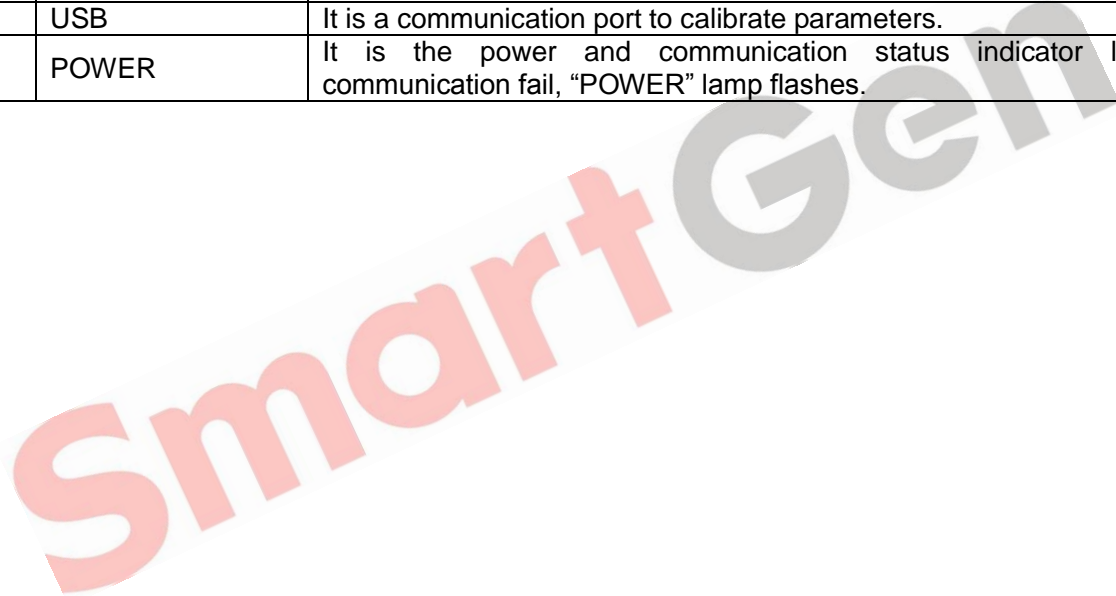 USB It is a communication port to calibrate parameters.
POWER It is the power and communication status indicator
communication fail, “POWER” lamp flashes.
SmartGen